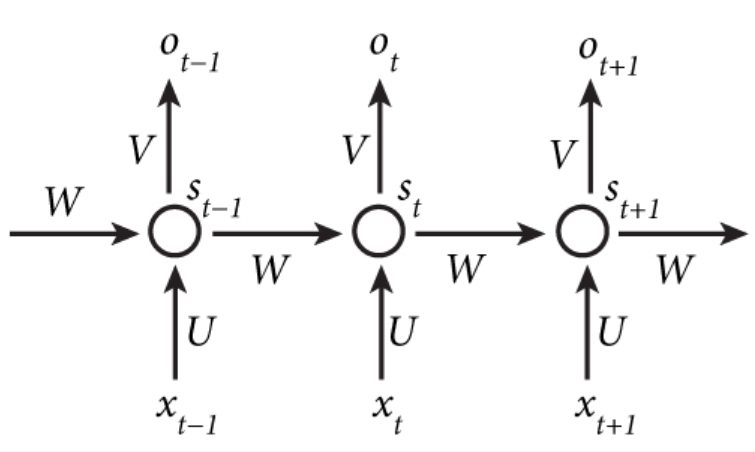 o_{t-1} o_t o_{t+1}
V V V
s_{t-1} s_t s_{t+1}
W
W W W
U U U
x_{t-1} x_t x_{t+1}